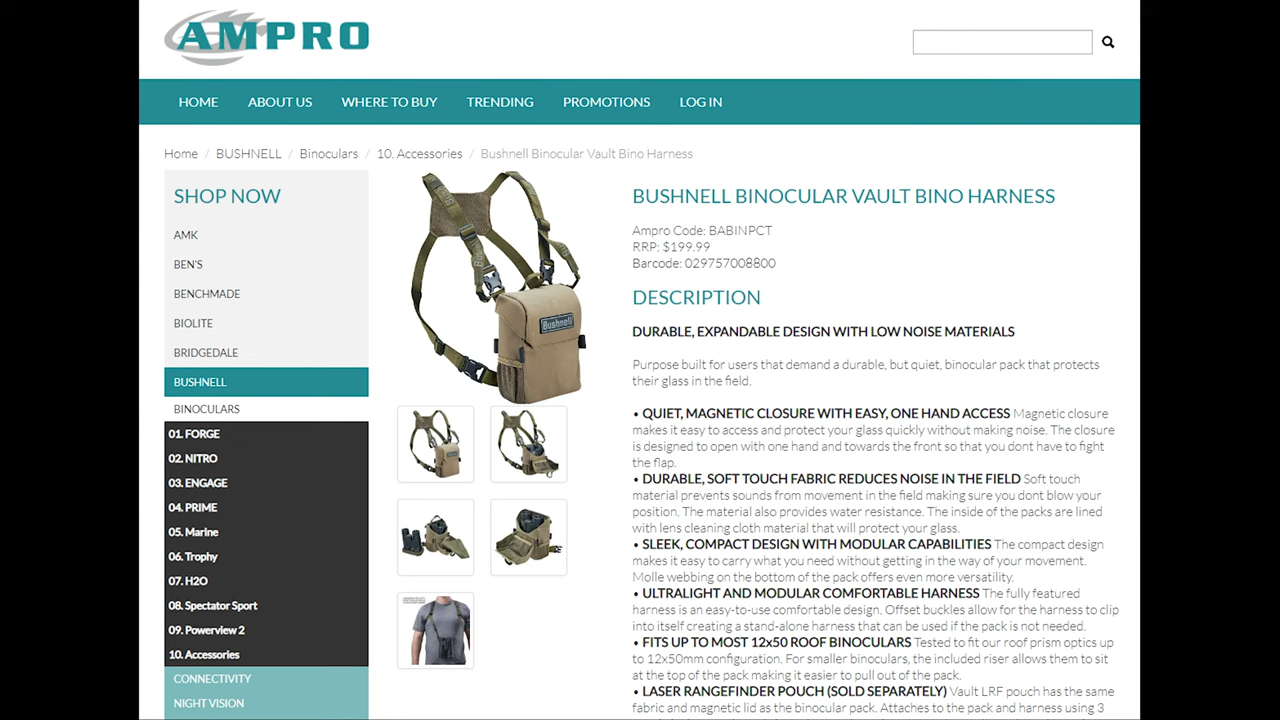 AMPRO
HOME ABOUT US WHERE TO BUY TRENDING PROMOTIONS LOG IN
Home / BUSHNELL / Binoculars / 10. Accessories / Bushnell Binocular Vault Bino Harness
SHOP NOW
AMK
BEN'S
BENCHMADE
BIOLITE
BRIDGEDALE
BUSHNELL
BINOCULARS
01. FORGE
02. NITRO
03. ENGAGE
04. PRIME
05. Marine
06. Trophy
07. H2O
08. Spectator Sport
09. Powerview 2
10. Accessories
CONNECTIVITY
NIGHT VISION
Bushnell
BUSHNELL BINOCULAR VAULT BINO HARNESS
Ampro Code: BABINPCT
RRP: $199.99
Barcode: 029757008800
DESCRIPTION
DURABLE, EXPANDABLE DESIGN WITH LOW NOISE MATERIALS
Purpose built for users that demand a durable, but quiet, binocular pack that protects
their glass in the field.
• QUIET, MAGNETIC CLOSURE WITH EASY, ONE HAND ACCESS Magnetic closure
makes it easy to access and protect your glass quickly without making noise. The closure
is designed to open with one hand and towards the front so that you dont have to fight
the flap.
• DURABLE, SOFT TOUCH FABRIC REDUCES NOISE IN THE FIELD Soft touch
material prevents sounds from movement in the field making sure you dont blow your
position. The material also provides water resistance. The inside of the packs are lined
with lens cleaning cloth material that will protect your glass.
• SLEEK, COMPACT DESIGN WITH MODULAR CAPABILITIES The compact design
makes it easy to carry what you need without getting in the way of your movement.
Molle webbing on the bottom of the pack offers even more versatility.
• ULTRALIGHT AND MODULAR COMFORTABLE HARNESS The fully featured
harness is an easy-to-use comfortable design. Offset buckles allow for the harness to clip
into itself creating a stand-alone harness that can be used if the pack is not needed.
• FITS UP TO MOST 12x50 ROOF BINOCULARS Tested to fit our roof prism optics up
to 12x50mm configuration. For smaller binoculars, the included riser allows them to sit
at the top of the pack making it easier to pull out of the pack.
• LASER RANGEFINDER POUCH (SOLD SEPARATELY) Vault LRF pouch has the same
fabric and magnetic lid as the binocular pack. Attaches to the pack and harness using 3